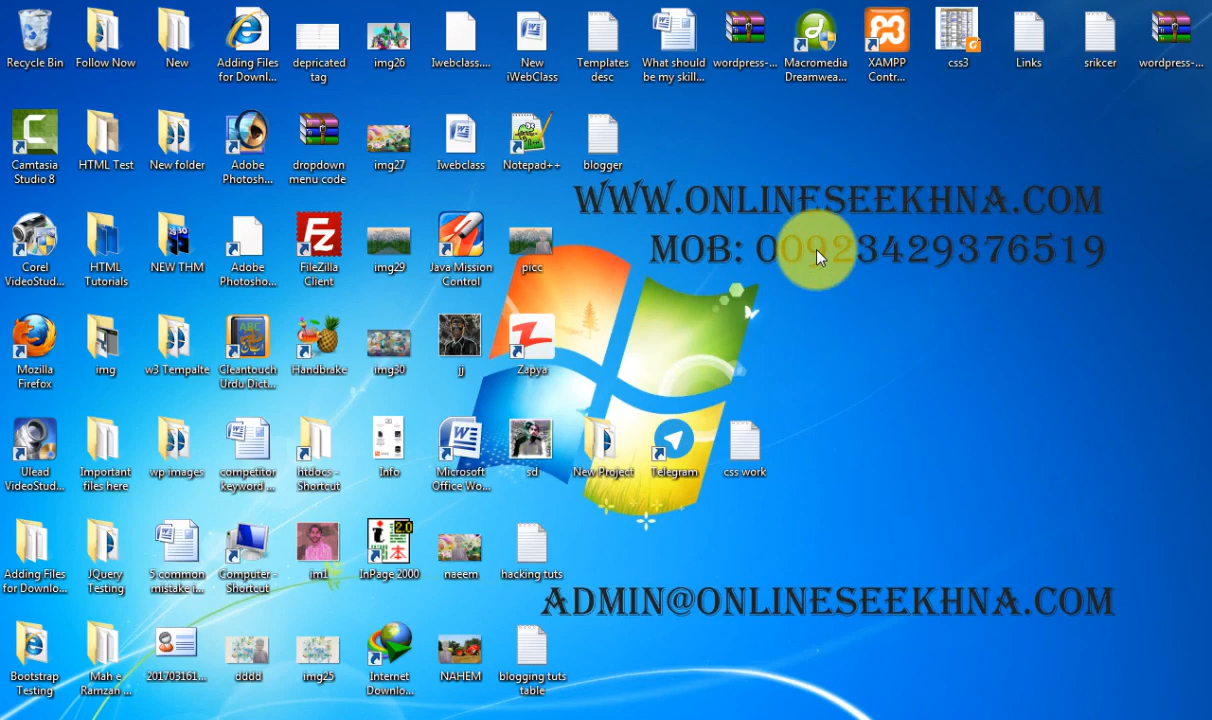 Recycle Bin
Follow Now
New
Adding Files
for Downl...
depricated
tag
img26
Iwebclass....
New
iWebClass
Templates
desc
What should
be my skill...
wordpress-...
Macromedia
Dreamwea...
XAMPP
Contr...
css3
Links
srikcer
wordpress-...
Camtasia
Studio 8
HTML Test
New folder
Adobe
Photosh...
dropdown
menu code
img27
Iwebclass
Notepad++
blogger
WWW.ONLINESEEKHNA.COM
MOB: 00923429376519
Corel
VideoStud...
HTML
Tutorials
NEW THM
Adobe
Photosho...
FileZilla
Client
img29
Java Mission
Control
picc
Mozilla
Firefox
img
w3 Tempalte
Cleantouch
Urdu Dict...
Handbrake
img30
jj
Zapya
Ulead
VideoStud...
Important
files here
wp images
competitor
keyword ...
htdocs -
Shortcut
Info
Microsoft
Office Wo...
sd
New Project
Telegram
css work
Adding Files
for Downlo...
JQuery
Testing
5 common
mistake i...
Computer -
Shortcut
im1
InPage 2000
naeem
hacking tuts
ADMIN@ONLINESEEKHNA.COM
Bootstrap
Testing
Mah e
Ramzan ...
201703161...
dddd
img25
Internet
Downlo...
NAHEM
blogging tuts
table